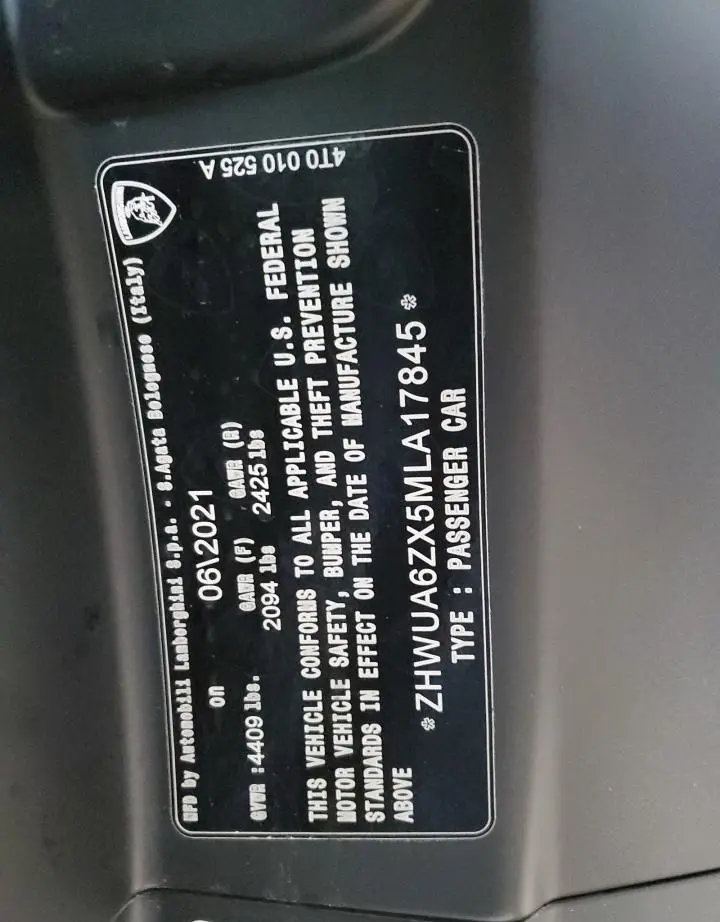 MFD by Automobili Lamborghini S.p.a. - S.Agata Bolognese (Italy)
on 06\2021
GAWR (F) GAWR (R)
GVWR :4409 lbs. 2094 lbs 2425 lbs
THIS VEHICLE CONFORMS TO ALL APPLICABLE U.S. FEDERAL
MOTOR VEHICLE SAFETY, BUMPER, AND THEFT PREVENTION
STANDARDS IN EFFECT ON THE DATE OF MANUFACTURE SHOWN
ABOVE
* ZHWUA6ZX5MLA17845 *
TYPE : PASSENGER CAR
4T0 010 525 A